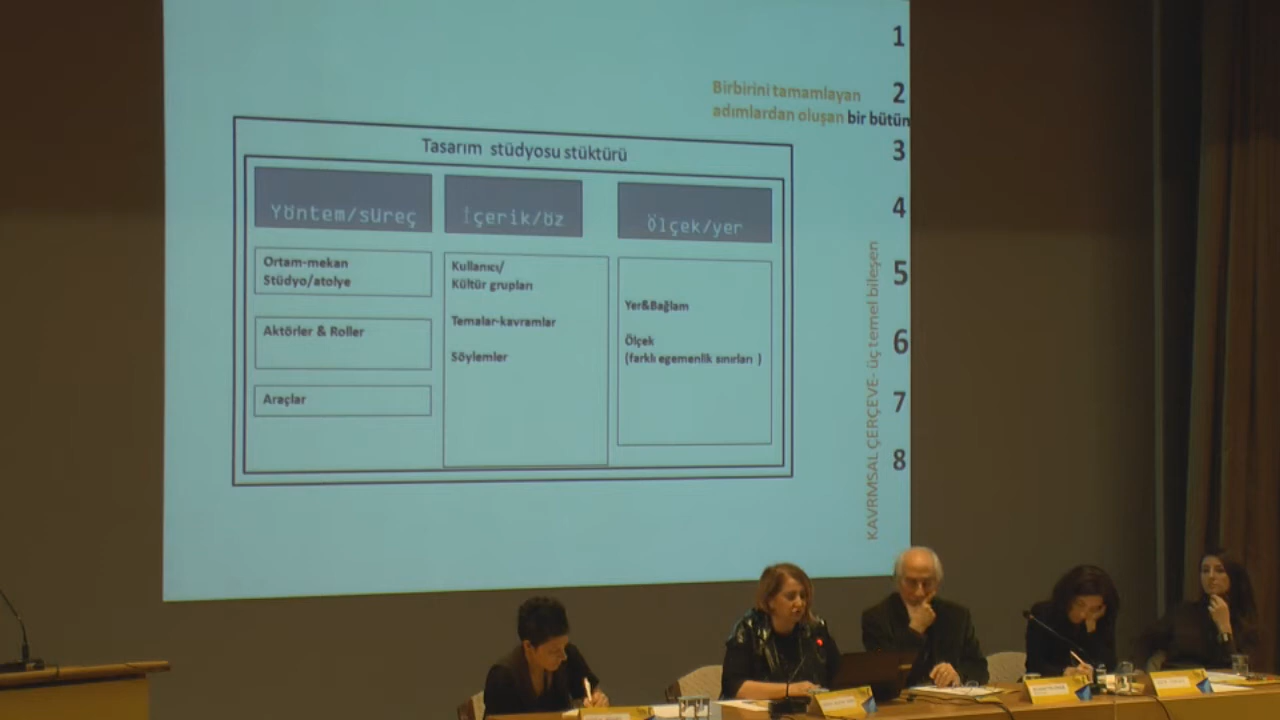 1
Birbirini tamamlayan 2
adımlardan oluşan bir bütün
3
4
5
6
7
8
KAVRMSAL ÇERÇEVE- üç temel bileşen
Tasarım stüdyosu stüktürü
Yöntem/süreç
Ortam-mekan
Stüdyo/atolye
Aktörler & Roller
Araçlar
İçerik/öz
Kullanıcı/
Kültür grupları
Temalar-kavramlar
Söylemler
Ölçek/yer
Yer&Bağlam
Ölçek
(farklı egemenlik sınırları )